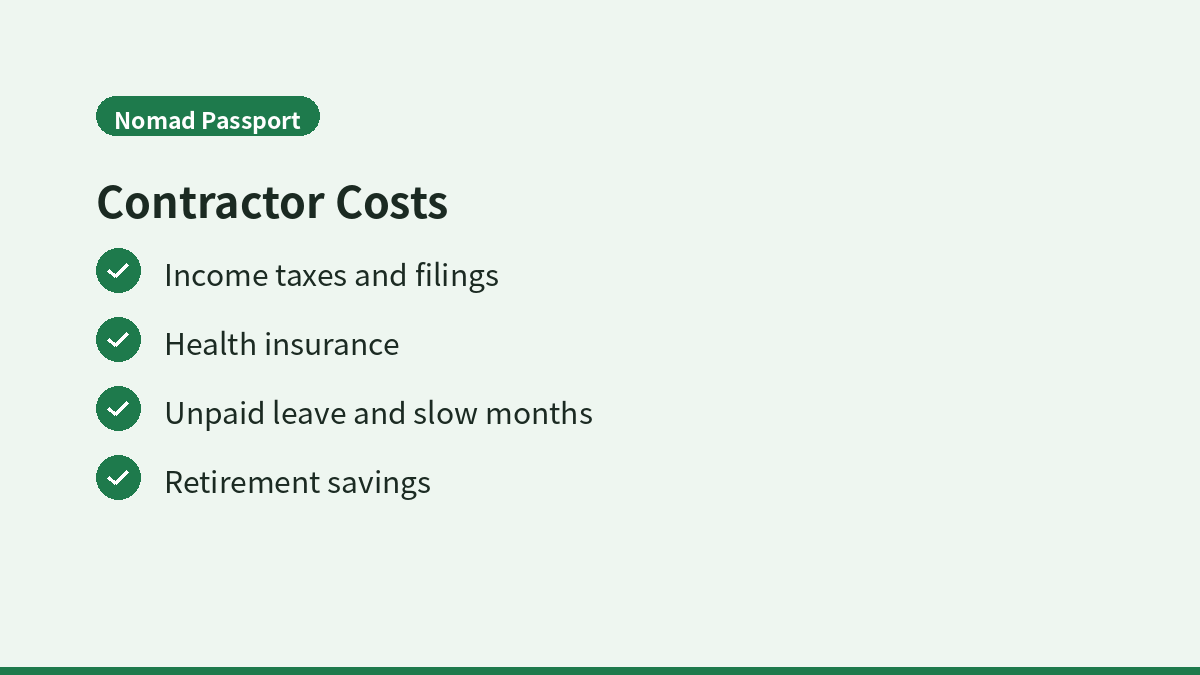 Nomad Passport
Contractor Costs
Income taxes and filings
Health insurance
Unpaid leave and slow months
Retirement savings